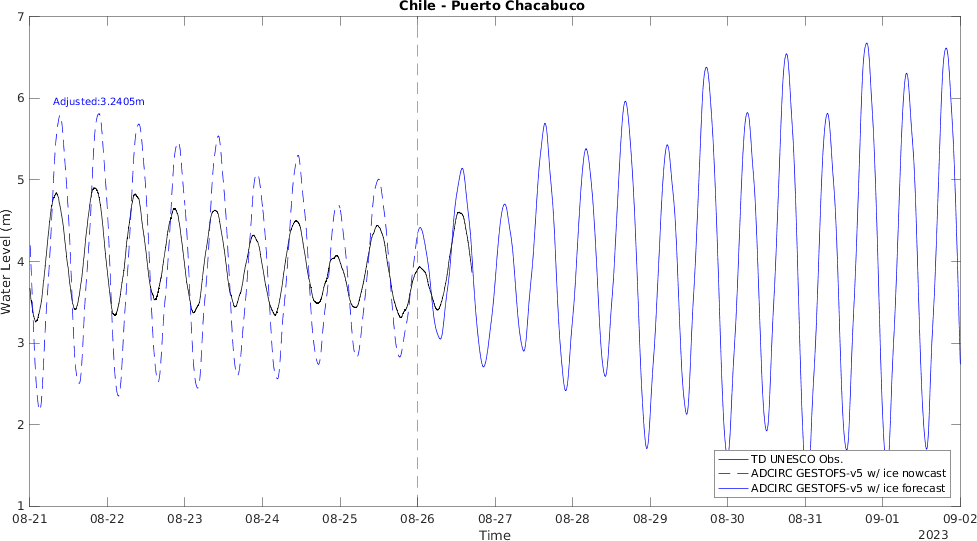 Chile - Puerto Chacabuco
7
6
5
4
3
2
1
Water Level (m)
Adjusted:3.2405m
TD UNESCO Obs.
ADCIRC GESTOFS-v5 w/ ice nowcast
ADCIRC GESTOFS-v5 w/ ice forecast
08-21 08-22 08-23 08-24 08-25 08-26 08-27 08-28 08-29 08-30 08-31 09-01 09-02
Time
2023